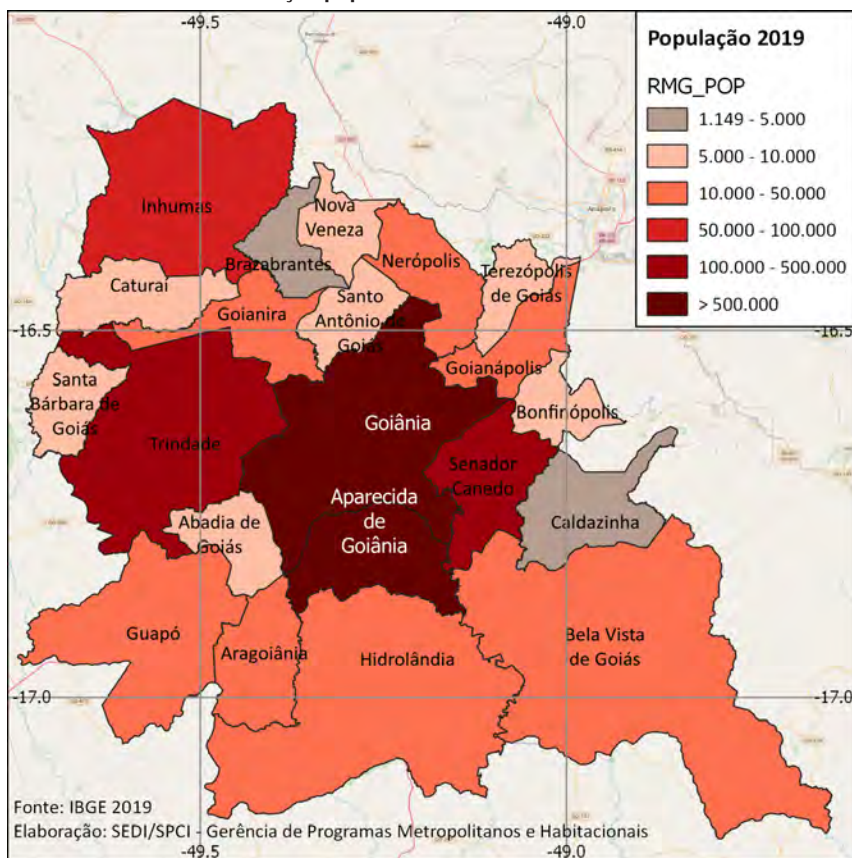 -49.5
-49.0
População 2019
RMG_POP
1.149 - 5.000
5.000 - 10.000
10.000 - 50.000
50.000 - 100.000
100.000 - 500.000
> 500.000
Inhumas
Nova
Veneza
Brazabrantes
Nerópolis
Terezópolis
de Goiás
Caturaí
Goianira
Santo
Antônio de
Goiás
-16.5
-16.5
Goianápolis
Santa
Bárbara de
Goiás
Bonfinópolis
Goiânia
Trindade
Senador
Canedo
Aparecida
de
Goiânia
Abadia de
Goiás
Caldazinha
Guapó
Aragoiânia
Hidrolândia
Bela Vista
de Goiás
-17.0
-17.0
Fonte: IBGE 2019
Elaboração: SEDI/SPCI - Gerência de Programas Metropolitanos e Habitacionais
-49.5
-49.0